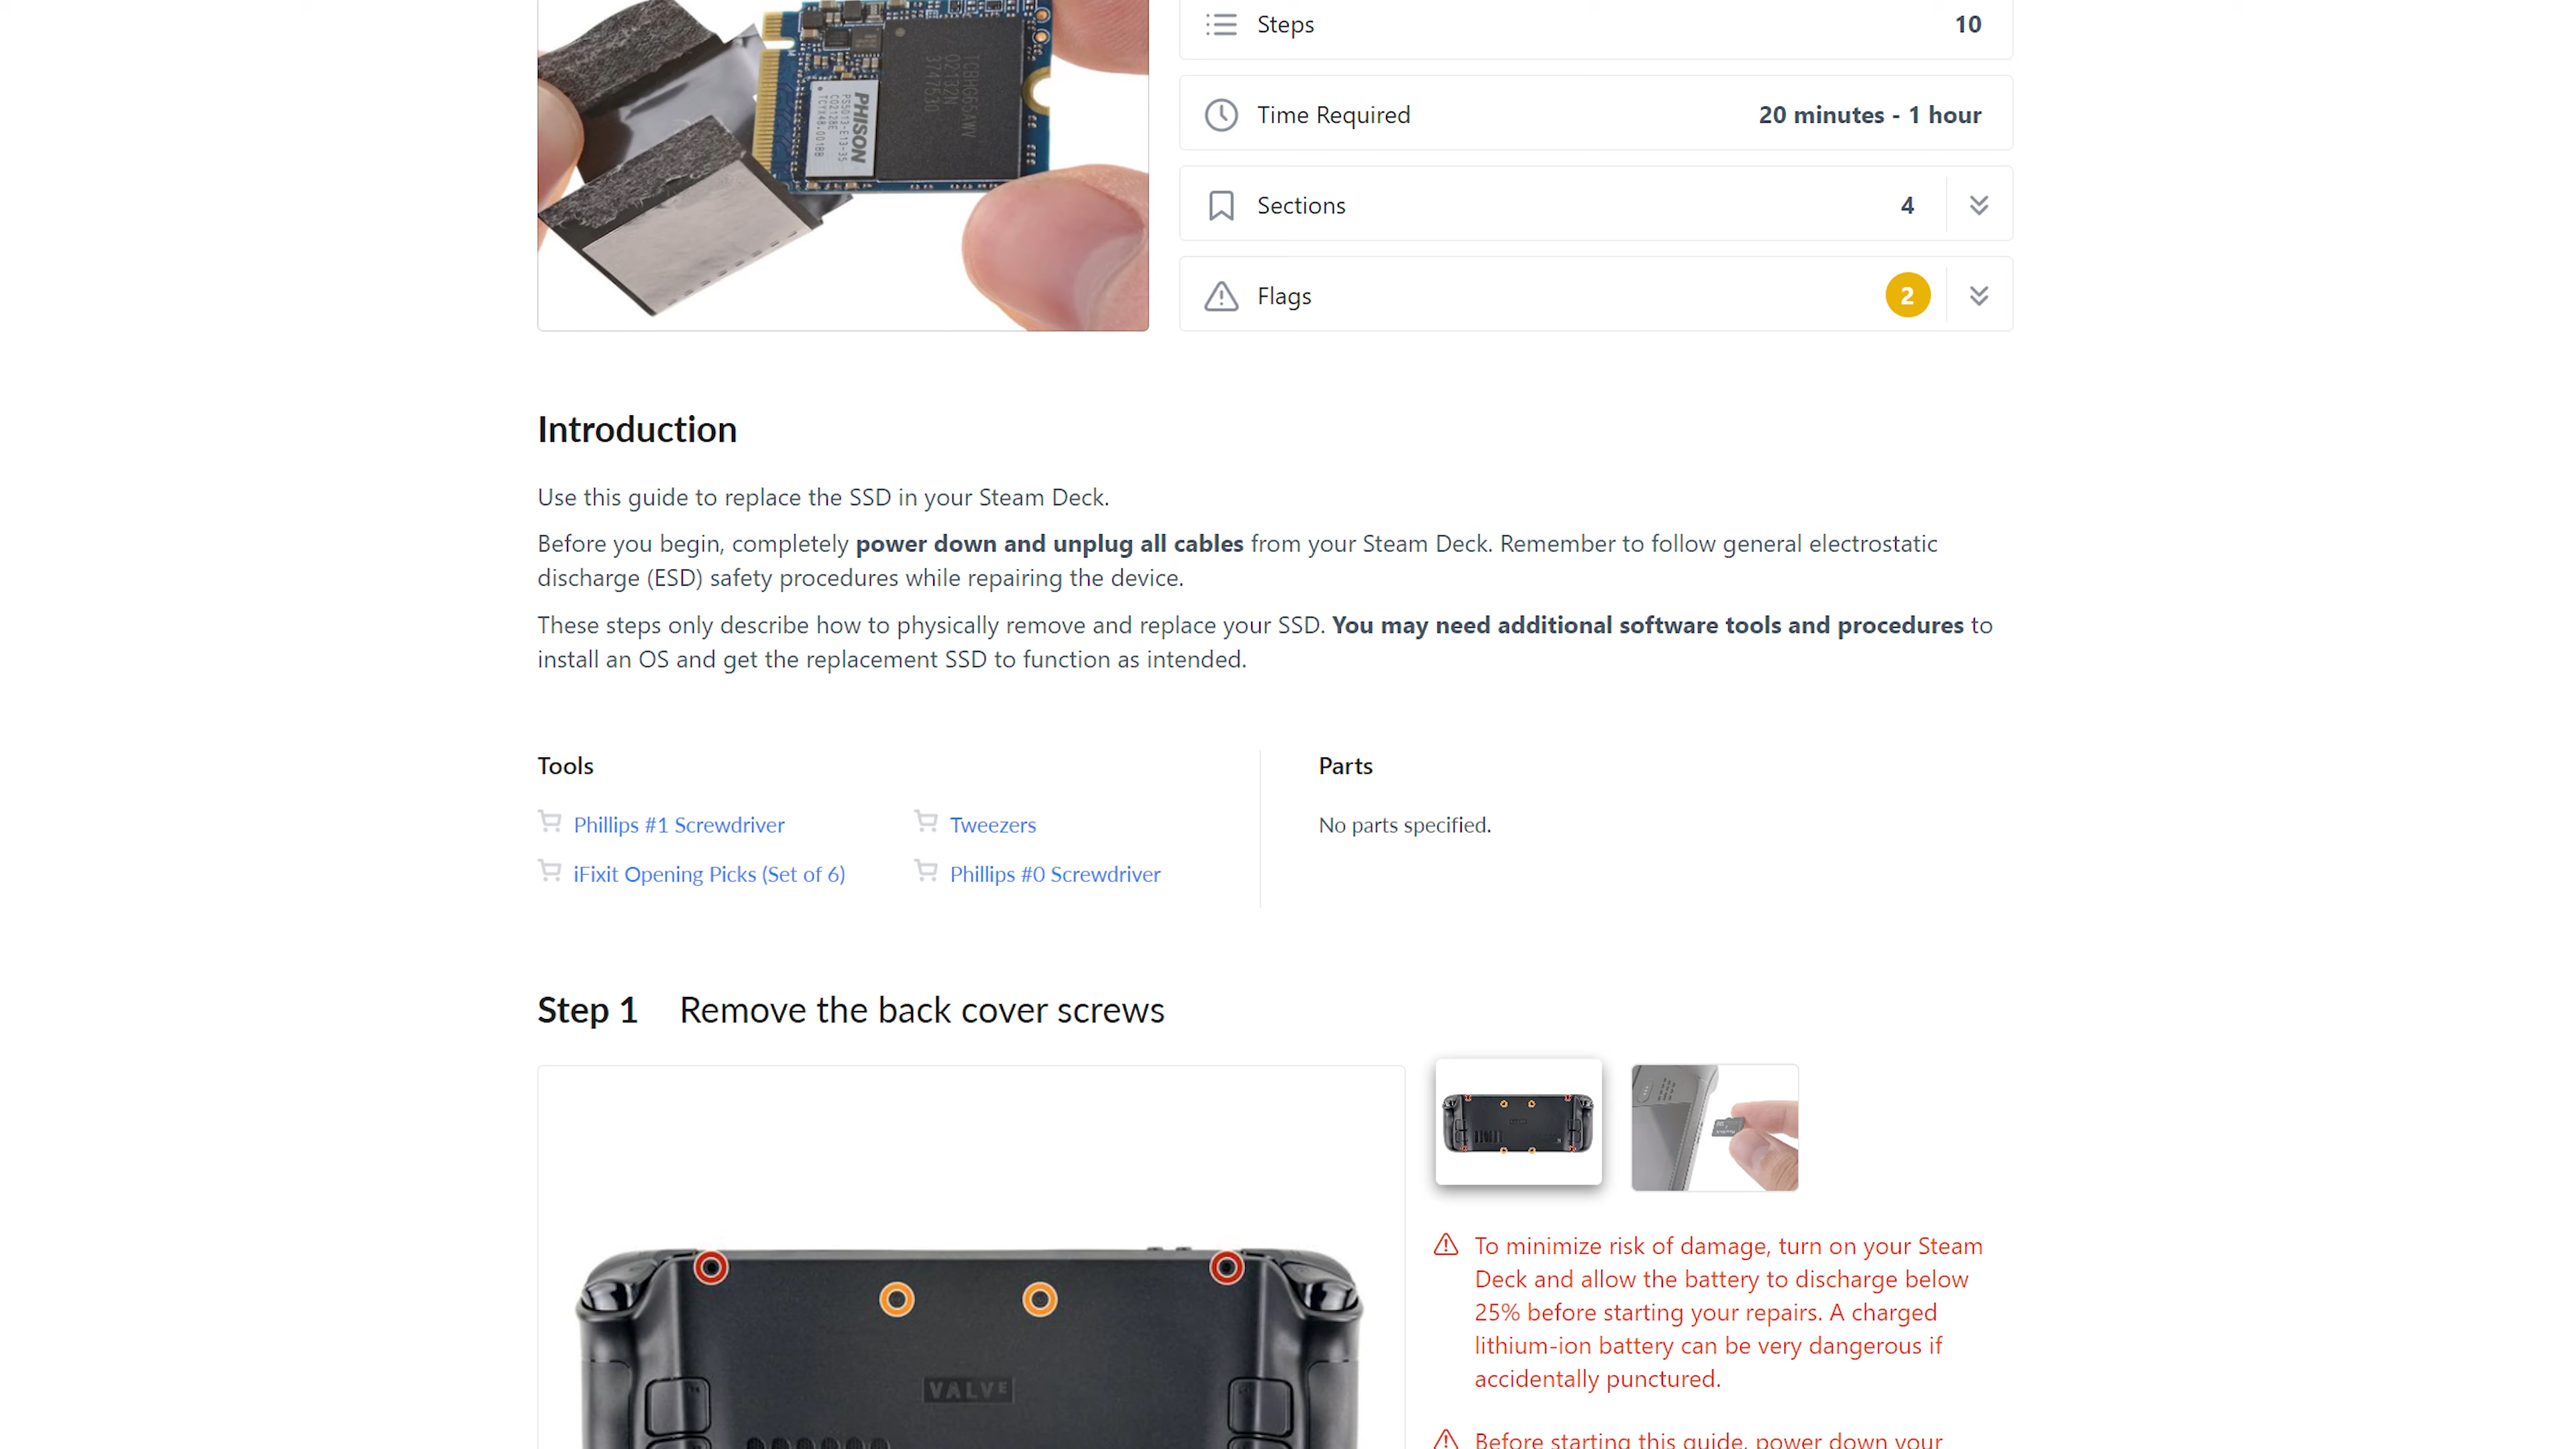 Steps 10
Time Required 20 minutes - 1 hour
Sections 4
Flags 2
TCBHG65AWV
02132N
3747530
PHISON
PS5013-E13-35
Introduction
Use this guide to replace the SSD in your Steam Deck.
Before you begin, completely power down and unplug all cables from your Steam Deck. Remember to follow general electrostatic
discharge (ESD) safety procedures while repairing the device.
These steps only describe how to physically remove and replace your SSD. You may need additional software tools and procedures to
install an OS and get the replacement SSD to function as intended.
Tools
Phillips #1 Screwdriver
Tweezers
iFixit Opening Picks (Set of 6)
Phillips #0 Screwdriver
Parts
No parts specified.
Step 1 Remove the back cover screws
VALVE
To minimize risk of damage, turn on your Steam
Deck and allow the battery to discharge below
25% before starting your repairs. A charged
lithium-ion battery can be very dangerous if
accidentally punctured.
Before starting this guide, power down your